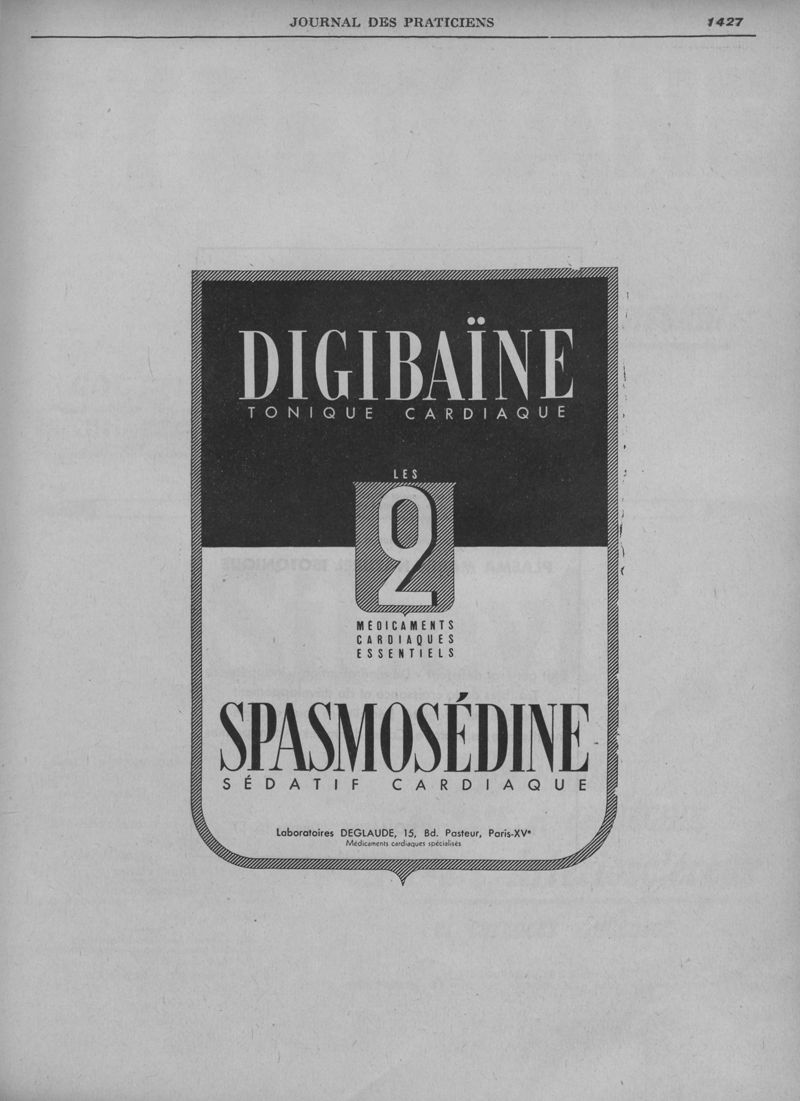 JOURNAL DES PRATICIENS 1427
DIGIBAÏNE
TONIQUE CARDIAQUE
LES
2
MEDICAMENTS
CARDIAQUES
ESSENTIELS
SPASMOSÉDINE
SÉDATIF CARDIAQUE
Laboratoires DEGLAUDE, 15, Bd. Pasteur, Paris-XVᵉ
Médicaments cardiaques spécialisés